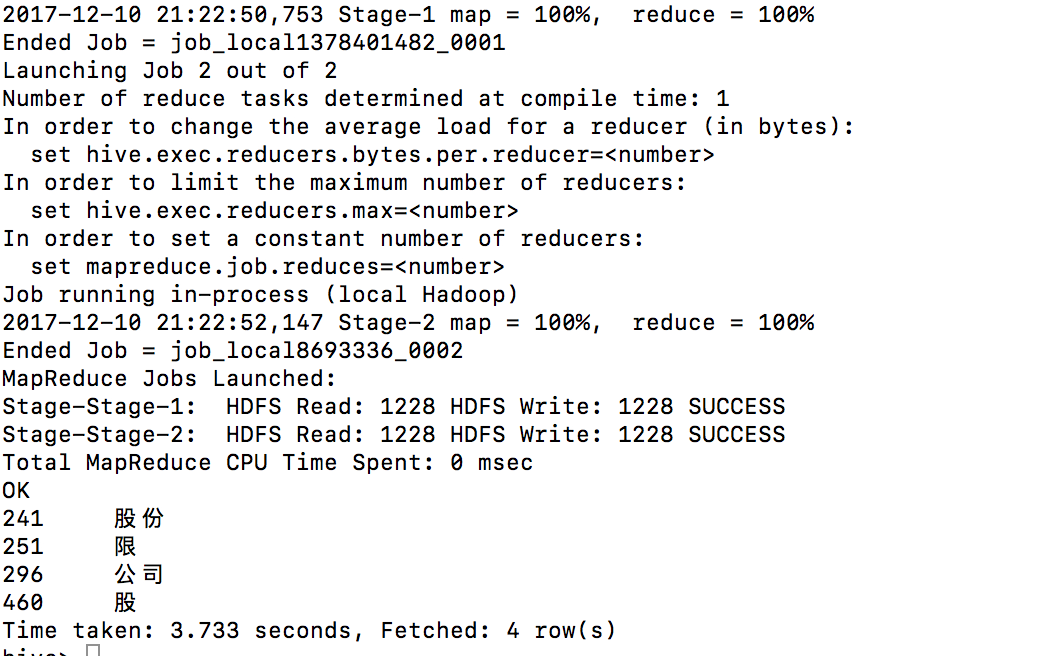 2017-12-10 21:22:50,753 Stage-1 map = 100%,  reduce = 100%
Ended Job = job_local1378401482_0001
Launching Job 2 out of 2
Number of reduce tasks determined at compile time: 1
In order to change the average load for a reducer (in bytes):
  set hive.exec.reducers.bytes.per.reducer=<number>
In order to limit the maximum number of reducers:
  set hive.exec.reducers.max=<number>
In order to set a constant number of reducers:
  set mapreduce.job.reduces=<number>
Job running in-process (local Hadoop)
2017-12-10 21:22:52,147 Stage-2 map = 100%,  reduce = 100%
Ended Job = job_local8693336_0002
MapReduce Jobs Launched:
Stage-Stage-1:  HDFS Read: 1228 HDFS Write: 1228 SUCCESS
Stage-Stage-2:  HDFS Read: 1228 HDFS Write: 1228 SUCCESS
Total MapReduce CPU Time Spent: 0 msec
OK
241     股份
251     限
296     公司
460     股
Time taken: 3.733 seconds, Fetched: 4 row(s)
hive>